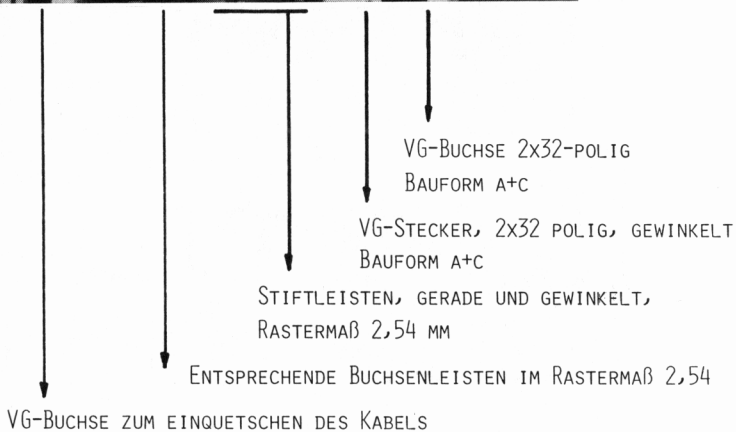 VG-BUCHSE 2x32-POLIG
BAUFORM A+C
VG-STECKER, 2x32 POLIG, GEWINKELT
BAUFORM A+C
STIFTLEISTEN, GERADE UND GEWINKELT,
RASTERMAß 2,54 MM
ENTSPRECHENDE BUCHSENLEISTEN IM RASTERMAß 2,54
VG-BUCHSE ZUM EINQUETSCHEN DES KABELS